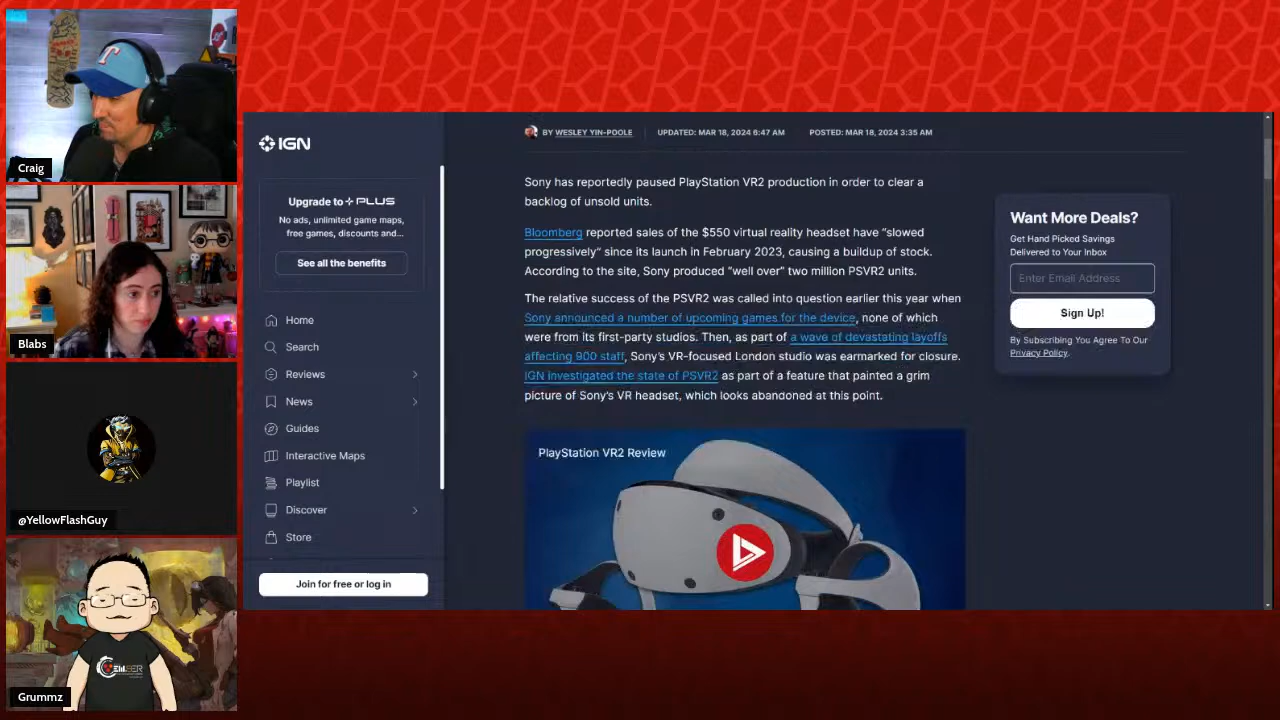 Craig
Blabs
@YellowFlashGuy
Grummz
IGN
Upgrade to + PLUS
No ads, unlimited game maps,
free games, discounts and...
See all the benefits
Home
Search
Reviews
News
Guides
Interactive Maps
Playlist
Discover
Store
Join for free or log in
BY WESLEY YIN-POOLE UPDATED: MAR 18, 2024 6:47 AM POSTED: MAR 18, 2024 3:35 AM
Sony has reportedly paused PlayStation VR2 production in order to clear a
backlog of unsold units.
Bloomberg reported sales of the $550 virtual reality headset have “slowed
progressively” since its launch in February 2023, causing a buildup of stock.
According to the site, Sony produced “well over” two million PSVR2 units.
The relative success of the PSVR2 was called into question earlier this year when
Sony announced a number of upcoming games for the device, none of which
were from its first-party studios. Then, as part of a wave of devastating layoffs
affecting 900 staff, Sony’s VR-focused London studio was earmarked for closure.
IGN investigated the state of PSVR2 as part of a feature that painted a grim
picture of Sony’s VR headset, which looks abandoned at this point.
PlayStation VR2 Review
Want More Deals?
Get Hand Picked Savings
Delivered to Your Inbox
Enter Email Address
Sign Up!
By Subscribing You Agree To Our
Privacy Policy.